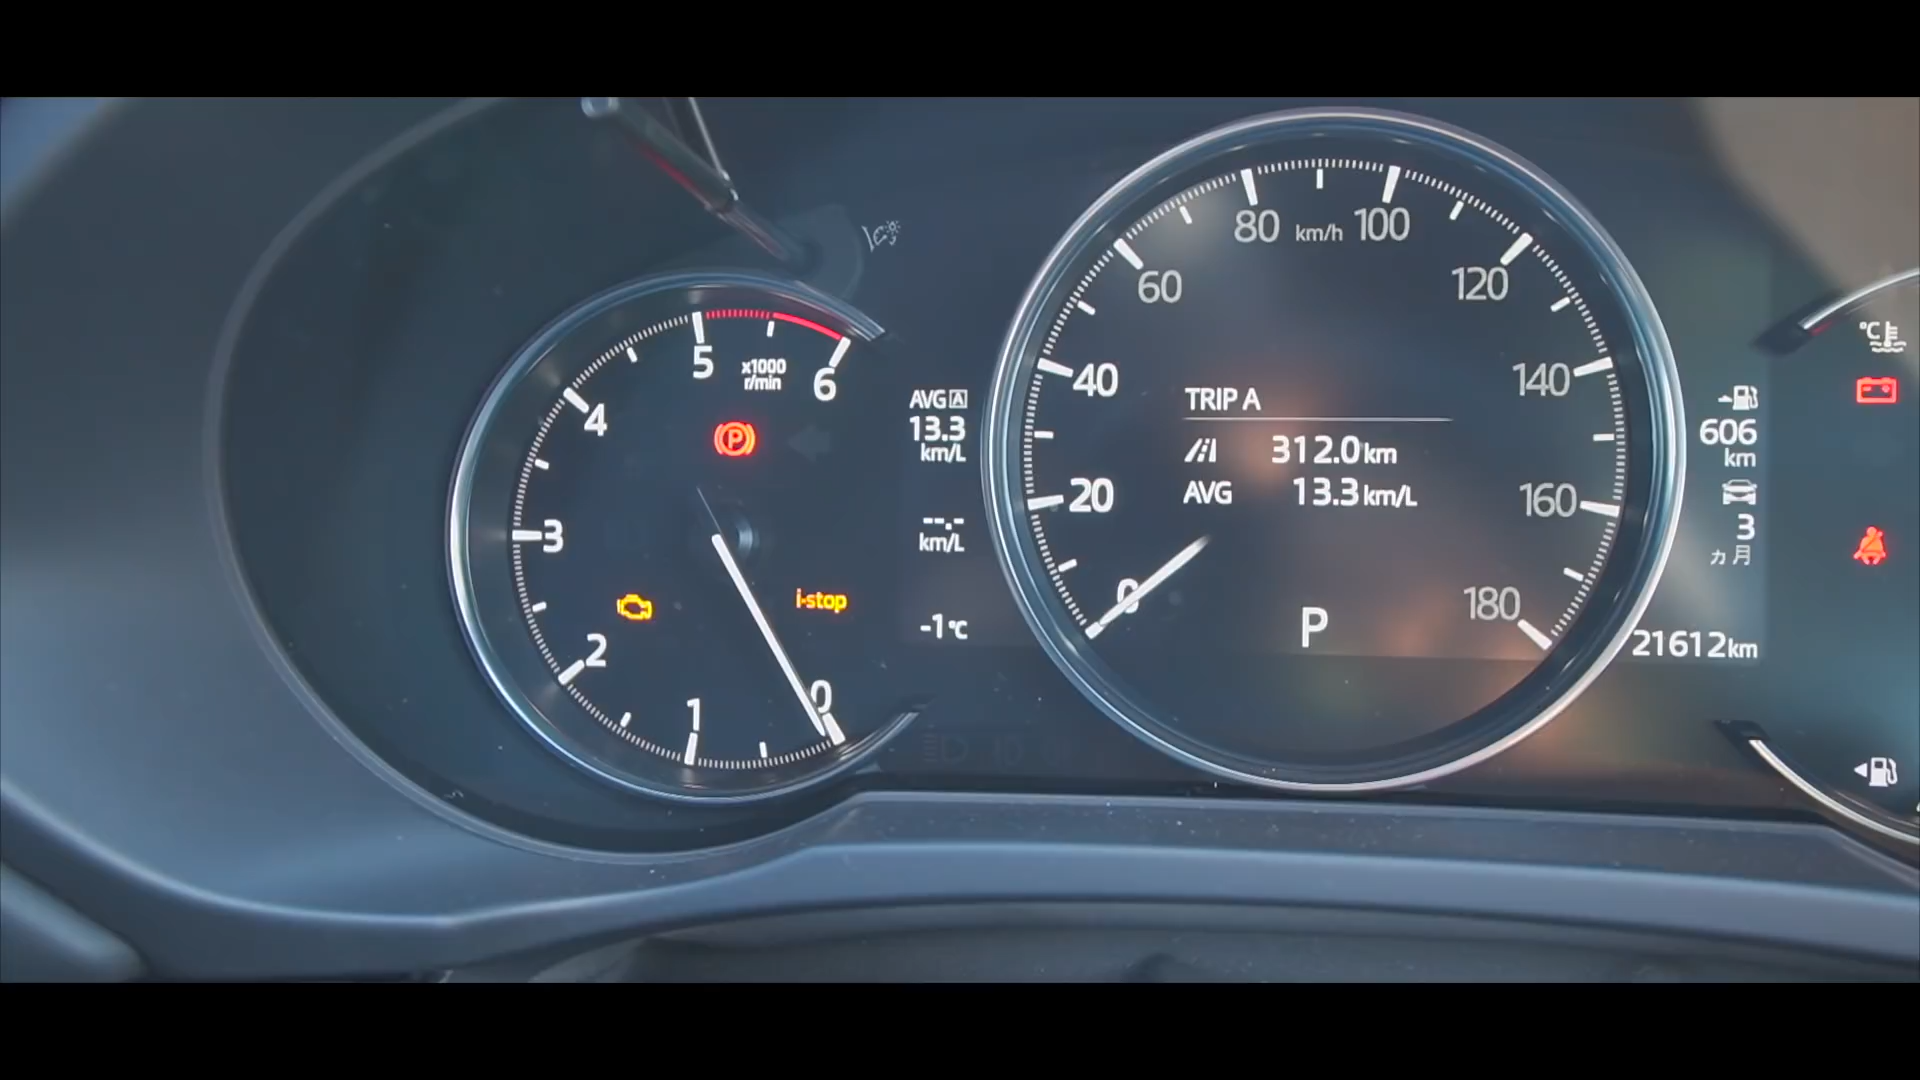 5
x1000
r/min
6
4
3
2
1
0
P
i-stop
AVG A
13.3
km/L
--.-
km/L
-1℃
80
km/h
100
60
120
40
140
20
160
0
180
TRIP A
312.0km
AVG 13.3km/L
P
606
km
3
カ月
21612km
℃